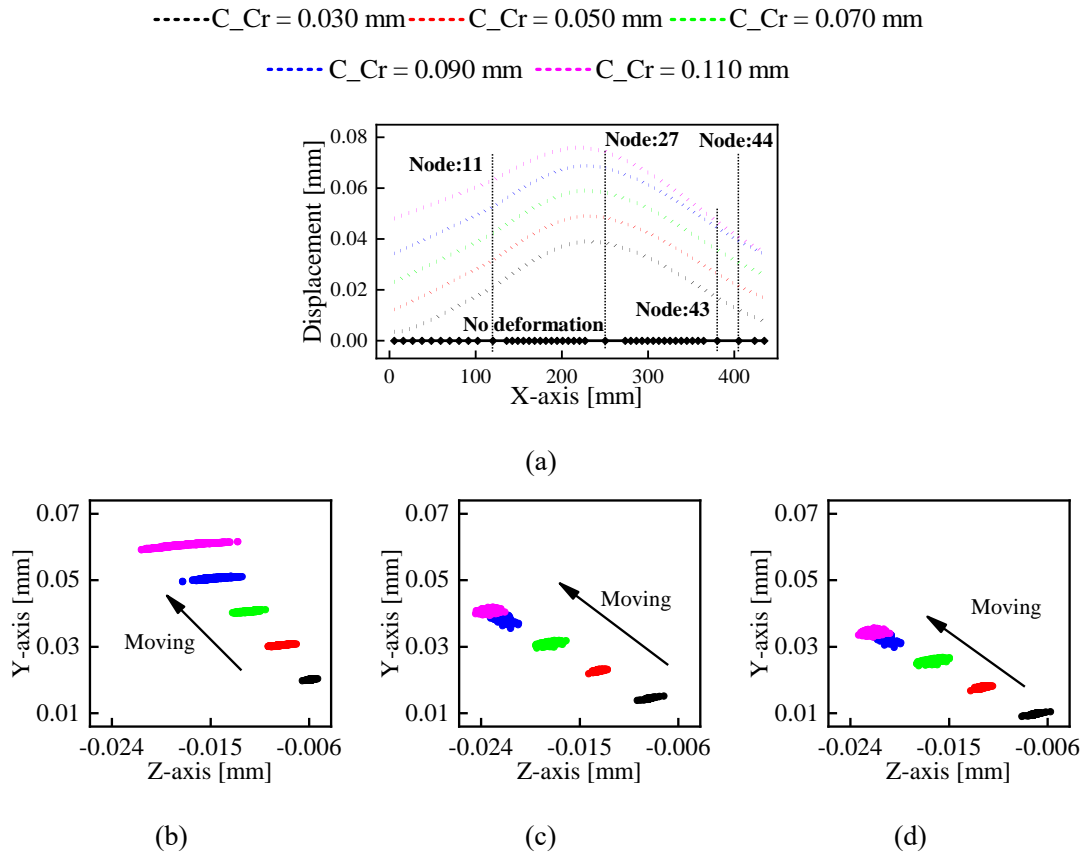 C_Cr = 0.030 mm C_Cr = 0.050 mm C_Cr = 0.070 mm
C_Cr = 0.090 mm C_Cr = 0.110 mm
Displacement [mm]
0.08
0.06
0.04
0.02
0.00
Node:11
Node:27
Node:44
Node:43
No deformation
0 100 200 300 400
X-axis [mm]
(a)
Y-axis [mm]
0.07
0.05
0.03
0.01
Moving
-0.024 -0.015 -0.006
Z-axis [mm]
(b)
Y-axis [mm]
0.07
0.05
0.03
0.01
Moving
-0.024 -0.015 -0.006
Z-axis [mm]
(c)
Y-axis [mm]
0.07
0.05
0.03
0.01
Moving
-0.024 -0.015 -0.006
Z-axis [mm]
(d)